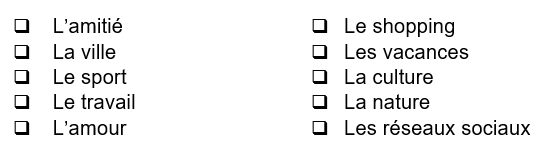 ❑ L'amitié
❑ La ville
❑ Le sport
❑ Le travail
❑ L'amour
❑ Le shopping
❑ Les vacances
❑ La culture
❑ La nature
❑ Les réseaux sociaux